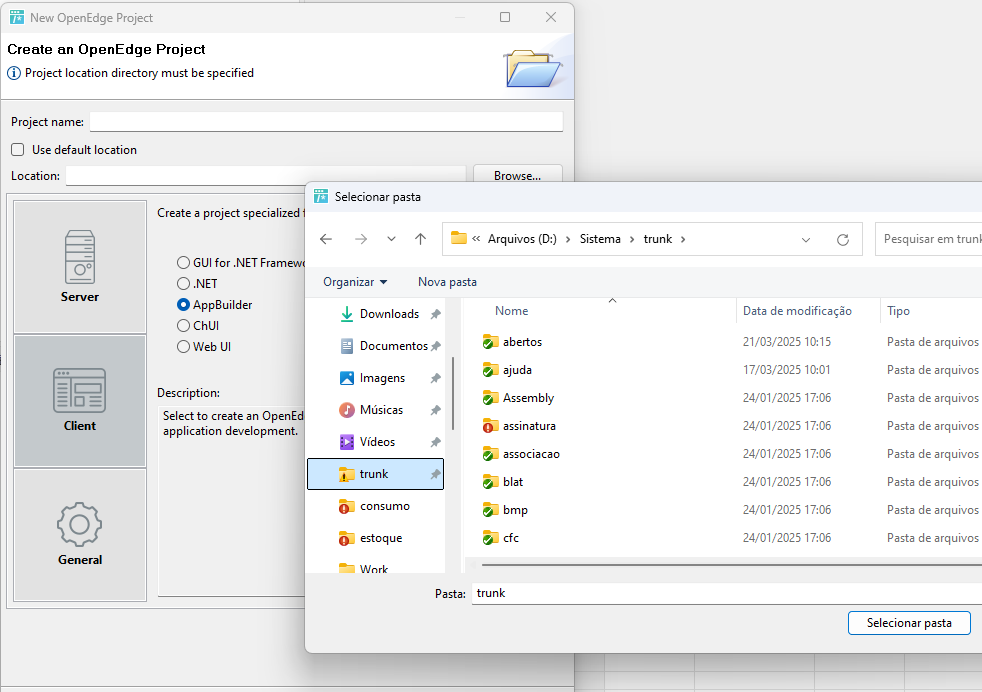 New OpenEdge Project
Create an OpenEdge Project
Project location directory must be specified
Project name:
Use default location
Location:
Browse...
Server
Client
General
Create a project specialized f
GUI for .NET Framewo
.NET
AppBuilder
ChUI
Web UI
Description:
Select to create an OpenEd
application development.
Selecionar pasta
« Arquivos (D:) › Sistema › trunk ›
Pesquisar em trunk
Organizar
Nova pasta
Downloads
Documentos
Imagens
Músicas
Vídeos
trunk
consumo
estoque
Work
Nome Data de modificação Tipo
abertos 21/03/2025 10:15 Pasta de arquivos
ajuda 17/03/2025 10:01 Pasta de arquivos
Assembly 24/01/2025 17:06 Pasta de arquivos
assinatura 24/01/2025 17:06 Pasta de arquivos
associacao 24/01/2025 17:06 Pasta de arquivos
blat 24/01/2025 17:06 Pasta de arquivos
bmp 24/01/2025 17:06 Pasta de arquivos
cfc 24/01/2025 17:06 Pasta de arquivos
Pasta: trunk
Selecionar pasta